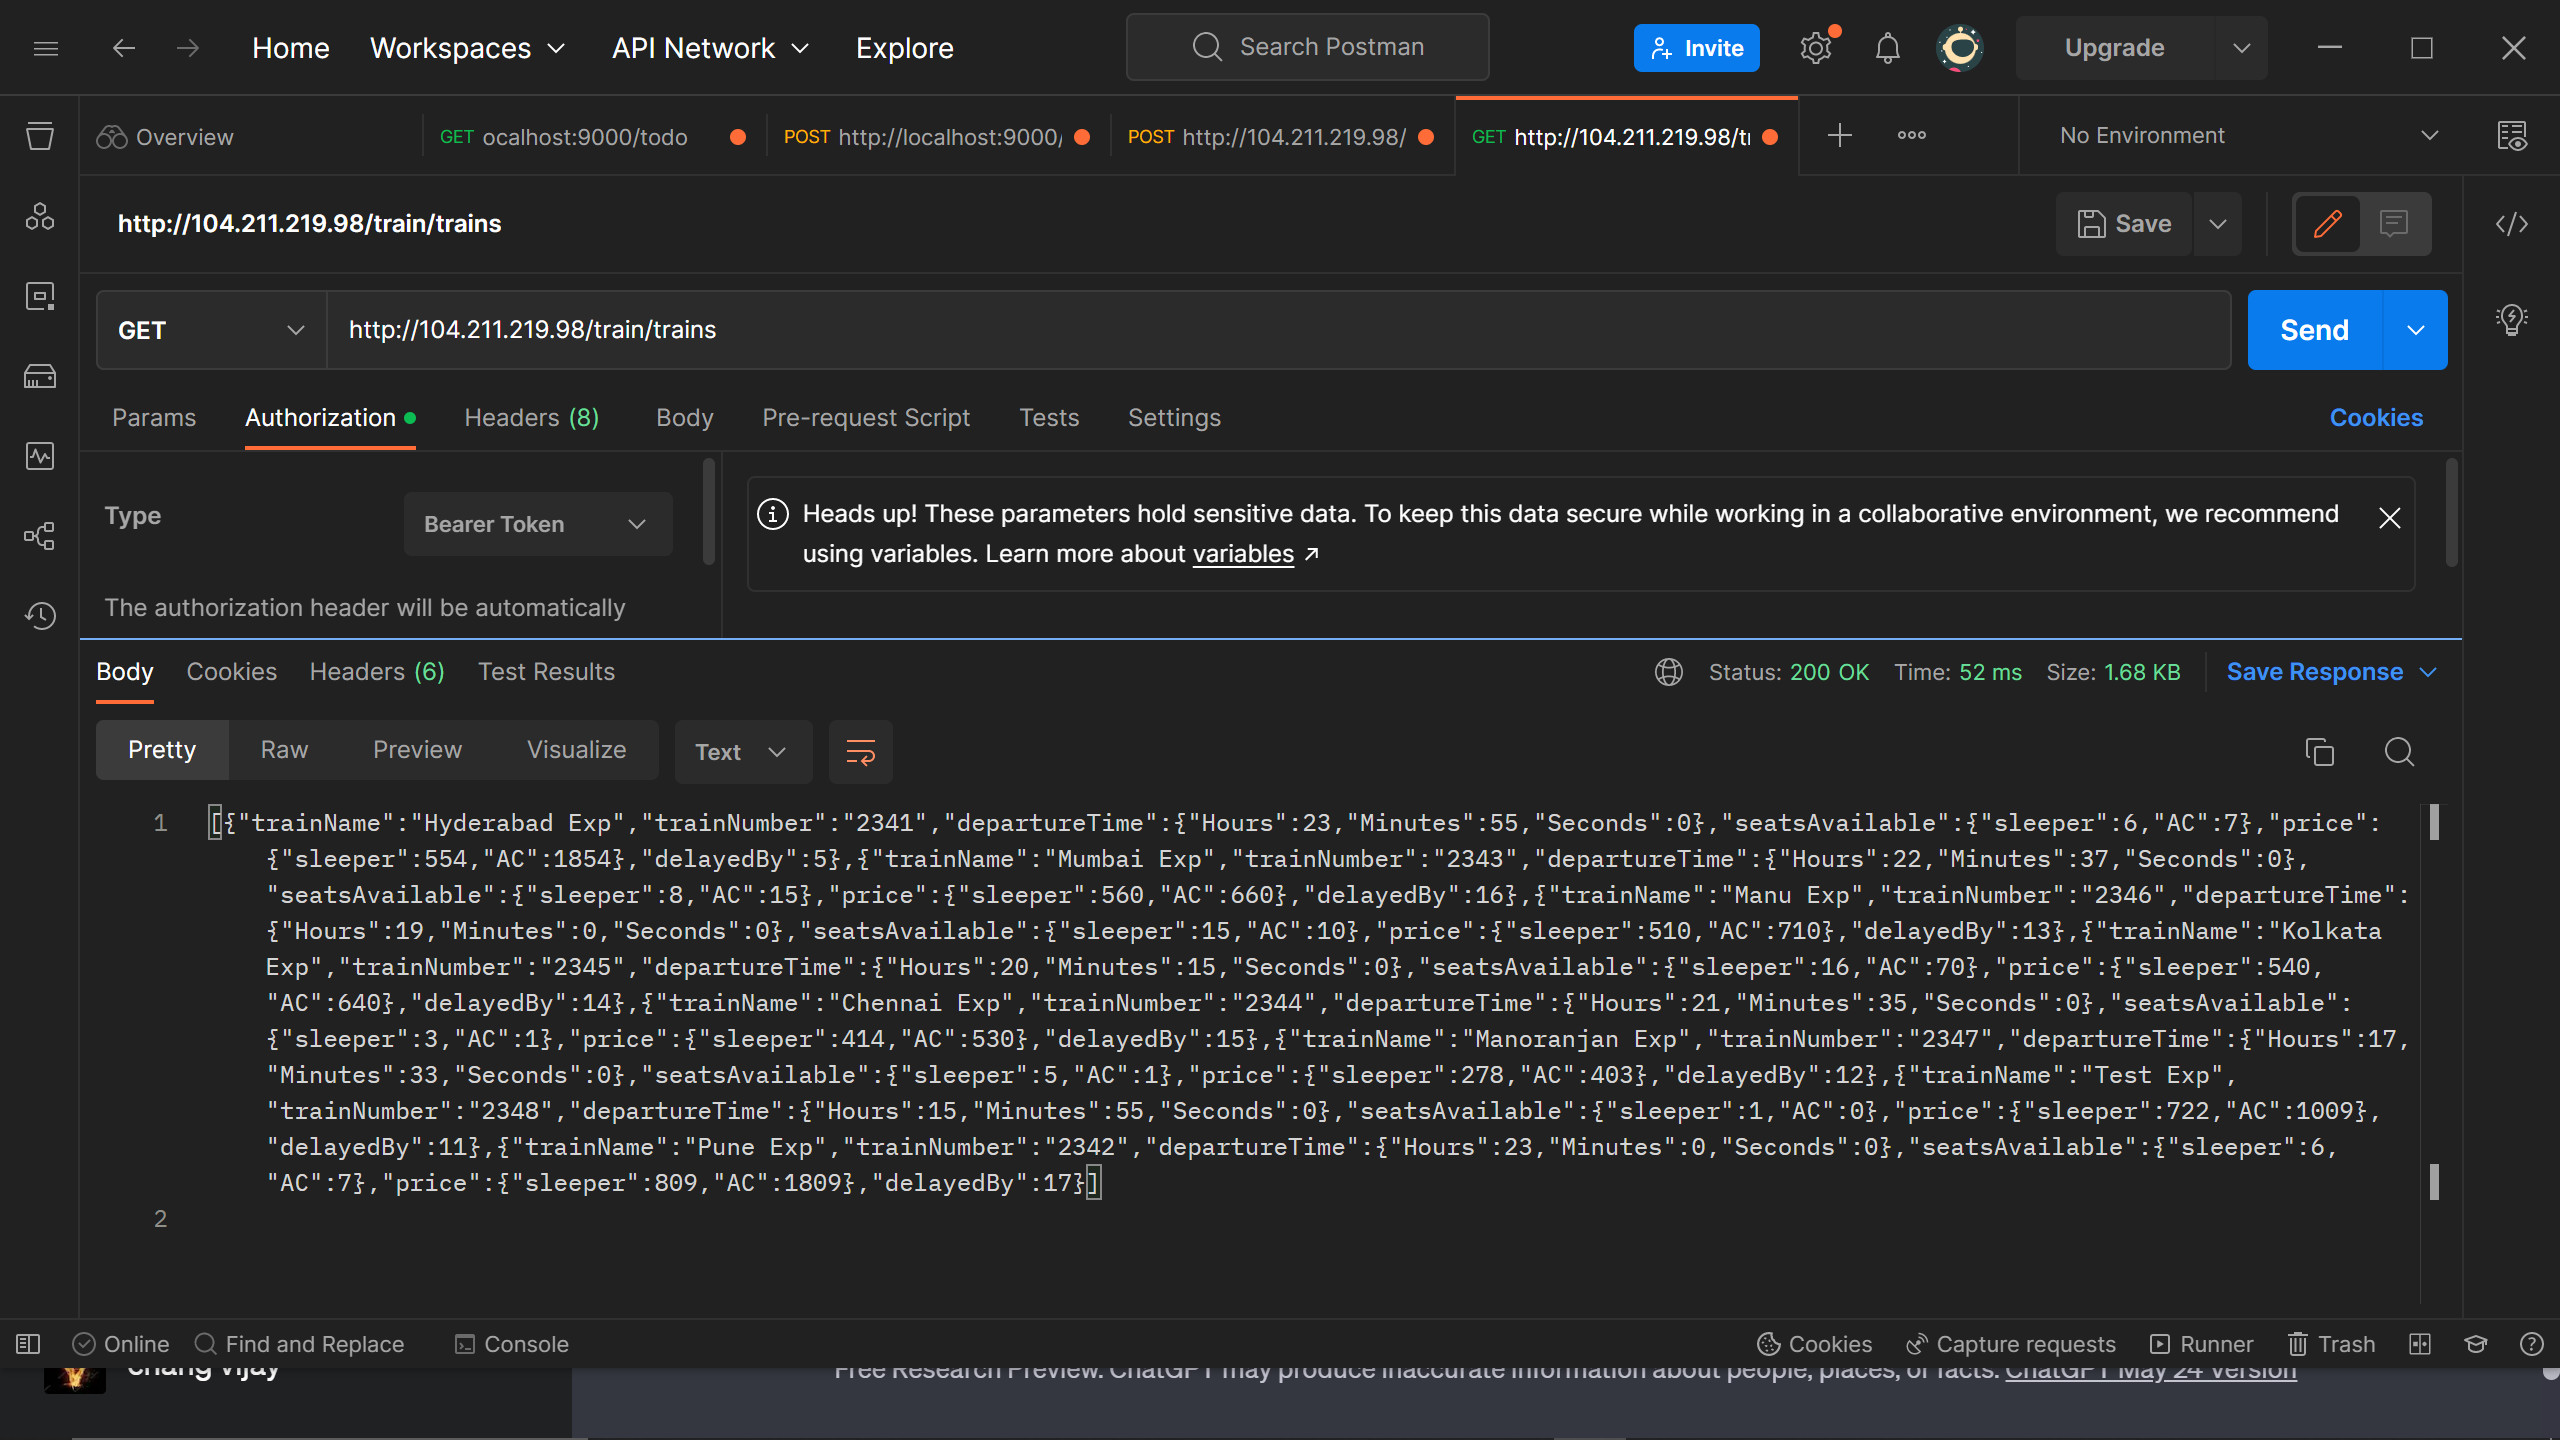 Home Workspaces API Network Explore Search Postman Invite Upgrade
Overview GET ocalhost:9000/todo POST http://localhost:9000/ POST http://104.211.219.98/ GET http://104.211.219.98/tr No Environment
http://104.211.219.98/train/trains Save
GET http://104.211.219.98/train/trains Send
Params Authorization Headers (8) Body Pre-request Script Tests Settings Cookies
Type Bearer Token
Heads up! These parameters hold sensitive data. To keep this data secure while working in a collaborative environment, we recommend
using variables. Learn more about variables ↗
The authorization header will be automatically
Body Cookies Headers (6) Test Results Status: 200 OK Time: 52 ms Size: 1.68 KB Save Response
Pretty Raw Preview Visualize Text
1 [{"trainName":"Hyderabad Exp","trainNumber":"2341","departureTime":{"Hours":23,"Minutes":55,"Seconds":0},"seatsAvailable":{"sleeper":6,"AC":7},"price":
{"sleeper":554,"AC":1854},"delayedBy":5},{"trainName":"Mumbai Exp","trainNumber":"2343","departureTime":{"Hours":22,"Minutes":37,"Seconds":0},
"seatsAvailable":{"sleeper":8,"AC":15},"price":{"sleeper":560,"AC":660},"delayedBy":16},{"trainName":"Manu Exp","trainNumber":"2346","departureTime":
{"Hours":19,"Minutes":0,"Seconds":0},"seatsAvailable":{"sleeper":15,"AC":10},"price":{"sleeper":510,"AC":710},"delayedBy":13},{"trainName":"Kolkata
Exp","trainNumber":"2345","departureTime":{"Hours":20,"Minutes":15,"Seconds":0},"seatsAvailable":{"sleeper":16,"AC":70},"price":{"sleeper":540,
"AC":640},"delayedBy":14},{"trainName":"Chennai Exp","trainNumber":"2344","departureTime":{"Hours":21,"Minutes":35,"Seconds":0},"seatsAvailable":
{"sleeper":3,"AC":1},"price":{"sleeper":414,"AC":530},"delayedBy":15},{"trainName":"Manoranjan Exp","trainNumber":"2347","departureTime":{"Hours":17,
"Minutes":33,"Seconds":0},"seatsAvailable":{"sleeper":5,"AC":1},"price":{"sleeper":278,"AC":403},"delayedBy":12},{"trainName":"Test Exp",
"trainNumber":"2348","departureTime":{"Hours":15,"Minutes":55,"Seconds":0},"seatsAvailable":{"sleeper":1,"AC":0},"price":{"sleeper":722,"AC":1009},
"delayedBy":11},{"trainName":"Pune Exp","trainNumber":"2342","departureTime":{"Hours":23,"Minutes":0,"Seconds":0},"seatsAvailable":{"sleeper":6,
"AC":7},"price":{"sleeper":809,"AC":1809},"delayedBy":17}]
2
Online Find and Replace Console Cookies Capture requests Runner Trash
chang vijay Free Research Preview. ChatGPT may produce inaccurate information about people, places, or facts. ChatGPT May 24 Version